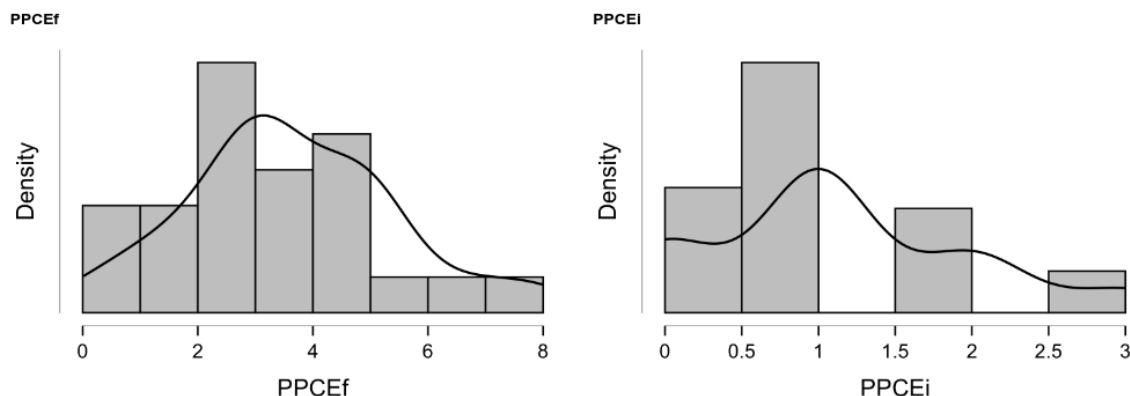 PPCEf
Density
0 2 4 6 8
PPCEf
PPCEi
Density
0 0.5 1 1.5 2 2.5 3
PPCEi